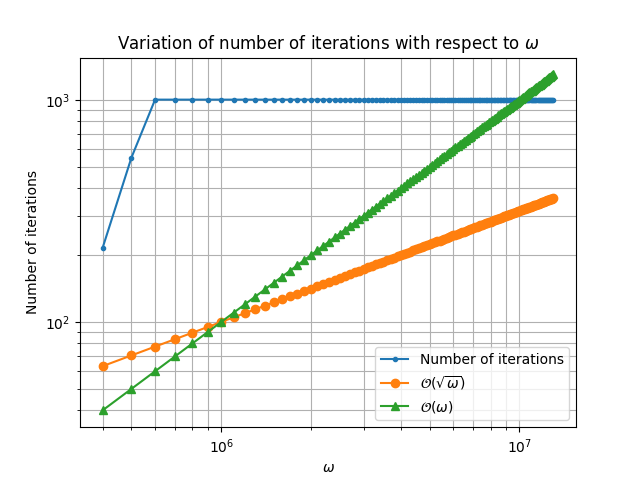 Variation of number of iterations with respect to ω
Number of iterations
10³
10²
10⁶
10⁷
ω
Number of iterations
𝒪(√ω)
𝒪(ω)